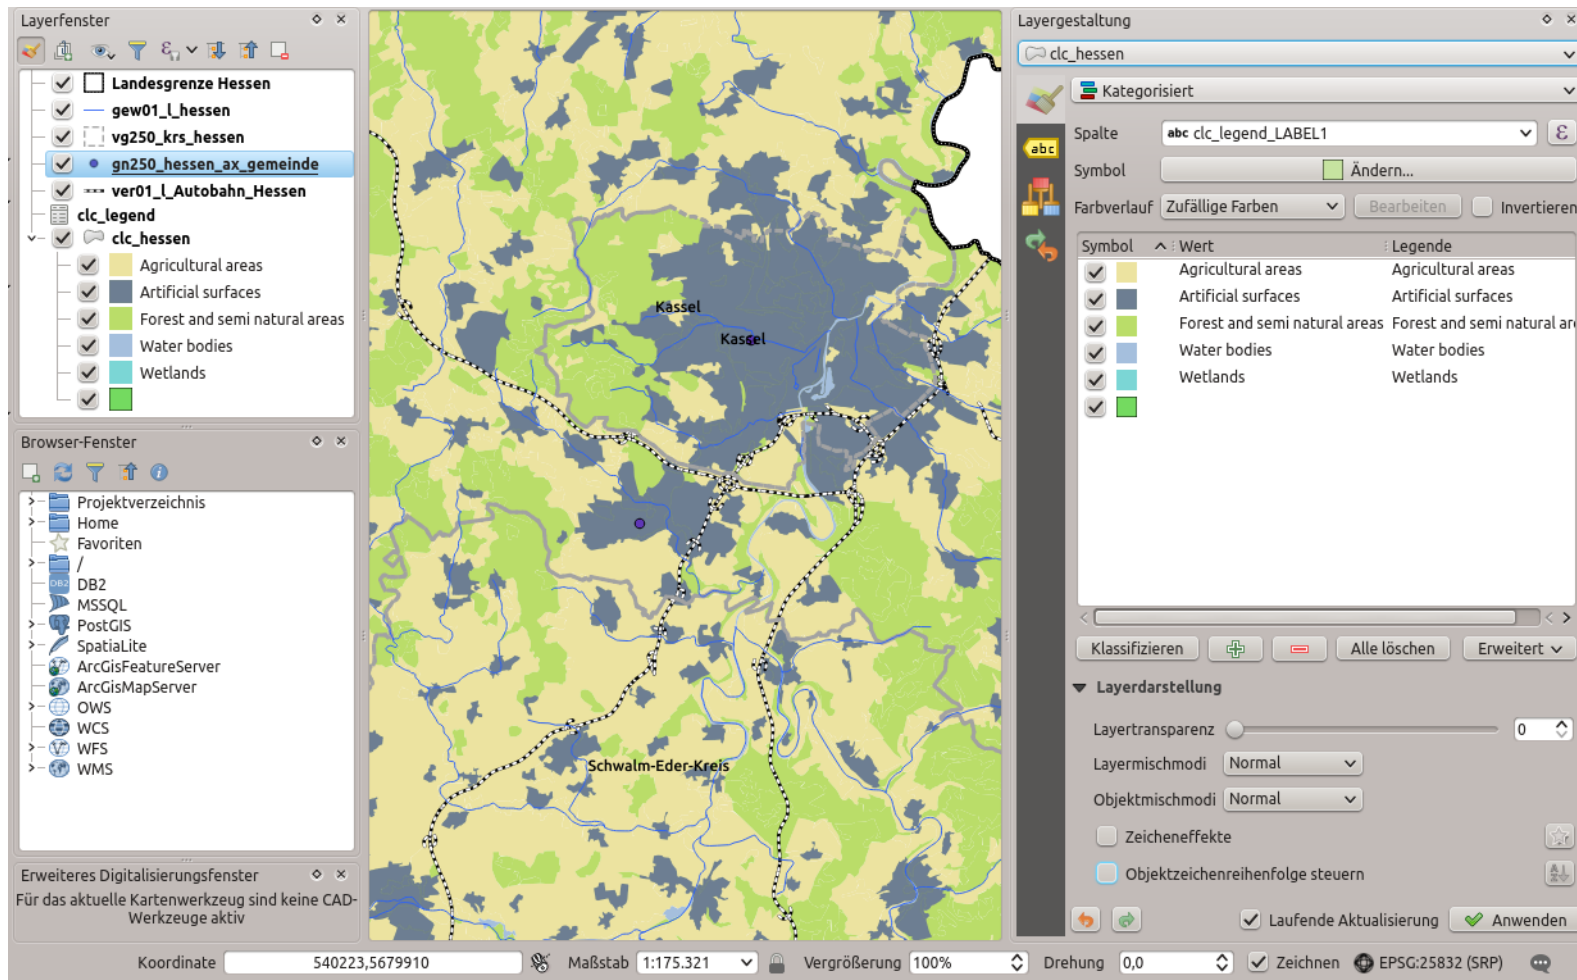 Layerfenster
Landesgrenze Hessen
gew01_l_hessen
vg250_krs_hessen
gn250_hessen_ax_gemeinde
ver01_l_Autobahn_Hessen
clc_legend
clc_hessen
Agricultural areas
Artificial surfaces
Forest and semi natural areas
Water bodies
Wetlands
Browser-Fenster
Projektverzeichnis
Home
Favoriten
/
DB2
DB2
MSSQL
PostGIS
SpatiaLite
ArcGisFeatureServer
ArcGisMapServer
OWS
WCS
WFS
WMS
Erweitertes Digitalisierungsfenster
Für das aktuelle Kartenwerkzeug sind keine CAD-
Werkzeuge aktiv
Kassel
Kassel
Schwalm-Eder-Kreis
Layergestaltung
clc_hessen
Kategorisiert
abc
Spalte abc clc_legend_LABEL1 ε
Symbol Ändern...
Farbverlauf Zufällige Farben Bearbeiten Invertieren
Symbol Wert Legende
Agricultural areas Agricultural areas
Artificial surfaces Artificial surfaces
Forest and semi natural areas Forest and semi natural ar
Water bodies Water bodies
Wetlands Wetlands
Klassifizieren Alle löschen Erweitert
Layerdarstellung
Layertransparenz 0
Layermischmodi Normal
Objektmischmodi Normal
Zeicheneffekte
Objektzeichenreihenfolge steuern
Laufende Aktualisierung Anwenden
Koordinate 540223,5679910 Maßstab 1:175.321 Vergrößerung 100% Drehung 0,0 Zeichnen EPSG:25832 (SRP)